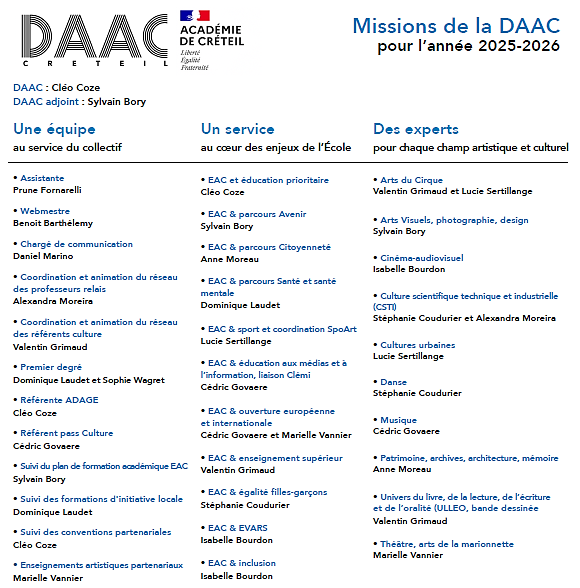 DAAC
CRÉTEIL
ACADÉMIE
DE CRÉTEIL
Liberté
Égalité
Fraternité
Missions de la DAAC
pour l'année 2025-2026
DAAC : Cléo Coze
DAAC adjoint : Sylvain Bory
Une équipe
au service du collectif
• Assistante
Prune Fornarelli
• Webmestre
Benoit Barthélemy
• Chargé de communication
Daniel Marino
• Coordination et animation du réseau
des professeurs relais
Alexandra Moreira
• Coordination et animation du réseau
des référents culture
Valentin Grimaud
• Premier degré
Dominique Laudet et Sophie Wagret
• Référente ADAGE
Cléo Coze
• Référent pass Culture
Cédric Govaere
• Suivi du plan de formation académique EAC
Sylvain Bory
• Suivi des formations d'initiative locale
Dominique Laudet
• Suivi des conventions partenariales
Cléo Coze
• Enseignements artistiques partenariaux
Marielle Vannier
Un service
au cœur des enjeux de l'École
• EAC et éducation prioritaire
Cléo Coze
• EAC & parcours Avenir
Sylvain Bory
• EAC & parcours Citoyenneté
Anne Moreau
• EAC & parcours Santé et santé
mentale
Dominique Laudet
• EAC & sport et coordination SpoArt
Lucie Sertillange
• EAC & éducation aux médias et à
l'information, liaison Clémi
Cédric Govaere
• EAC & ouverture européenne
et internationale
Cédric Govaere et Marielle Vannier
• EAC & enseignement supérieur
Valentin Grimaud
• EAC & égalité filles-garçons
Stéphanie Coudurier
• EAC & EVARS
Isabelle Bourdon
• EAC & inclusion
Isabelle Bourdon
Des experts
pour chaque champ artistique et culturel
• Arts du Cirque
Valentin Grimaud et Lucie Sertillange
• Arts Visuels, photographie, design
Sylvain Bory
• Cinéma-audiovisuel
Isabelle Bourdon
• Culture scientifique technique et industrielle
(CSTI)
Stéphanie Coudurier et Alexandra Moreira
• Cultures urbaines
Lucie Sertillange
• Danse
Stéphanie Coudurier
• Musique
Cédric Govaere
• Patrimoine, archives, architecture, mémoire
Anne Moreau
• Univers du livre, de la lecture, de l'écriture
et de l'oralité (ULLEO, bande dessinée
Valentin Grimaud
• Théâtre, arts de la marionnette
Marielle Vannier